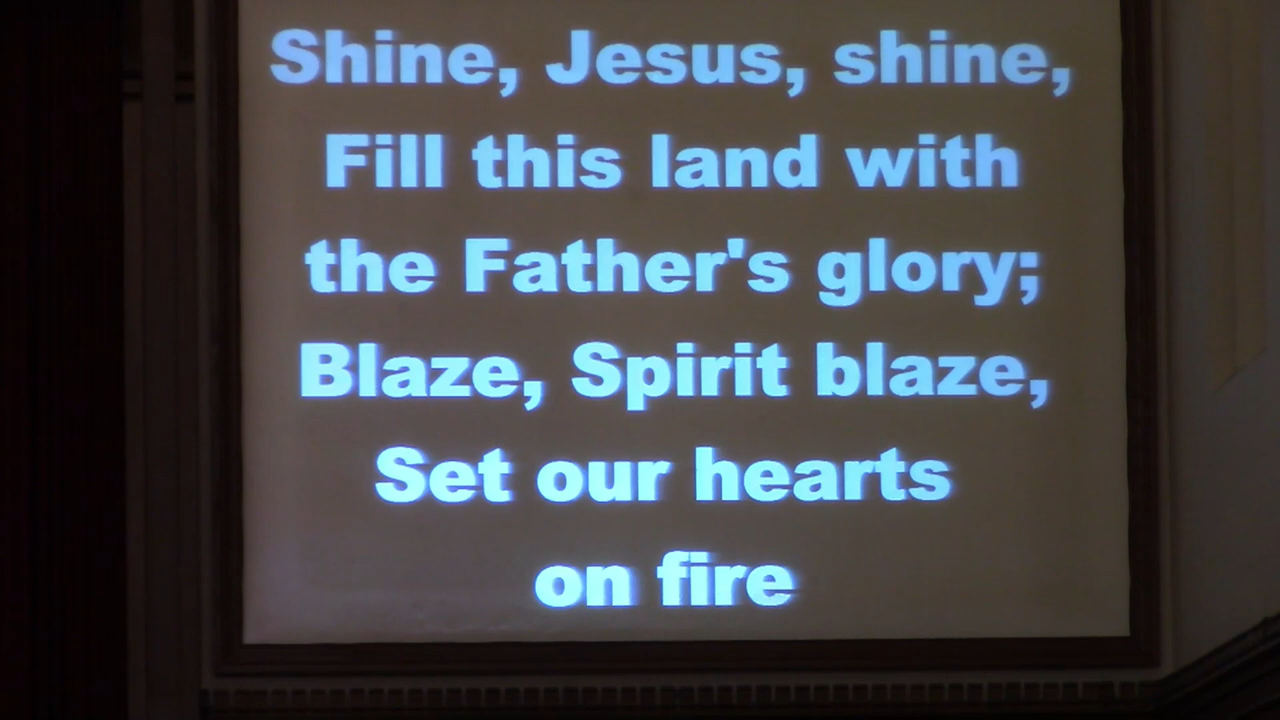 Shine, Jesus, shine,
Fill this land with
the Father's glory;
Blaze, Spirit blaze,
Set our hearts
on fire